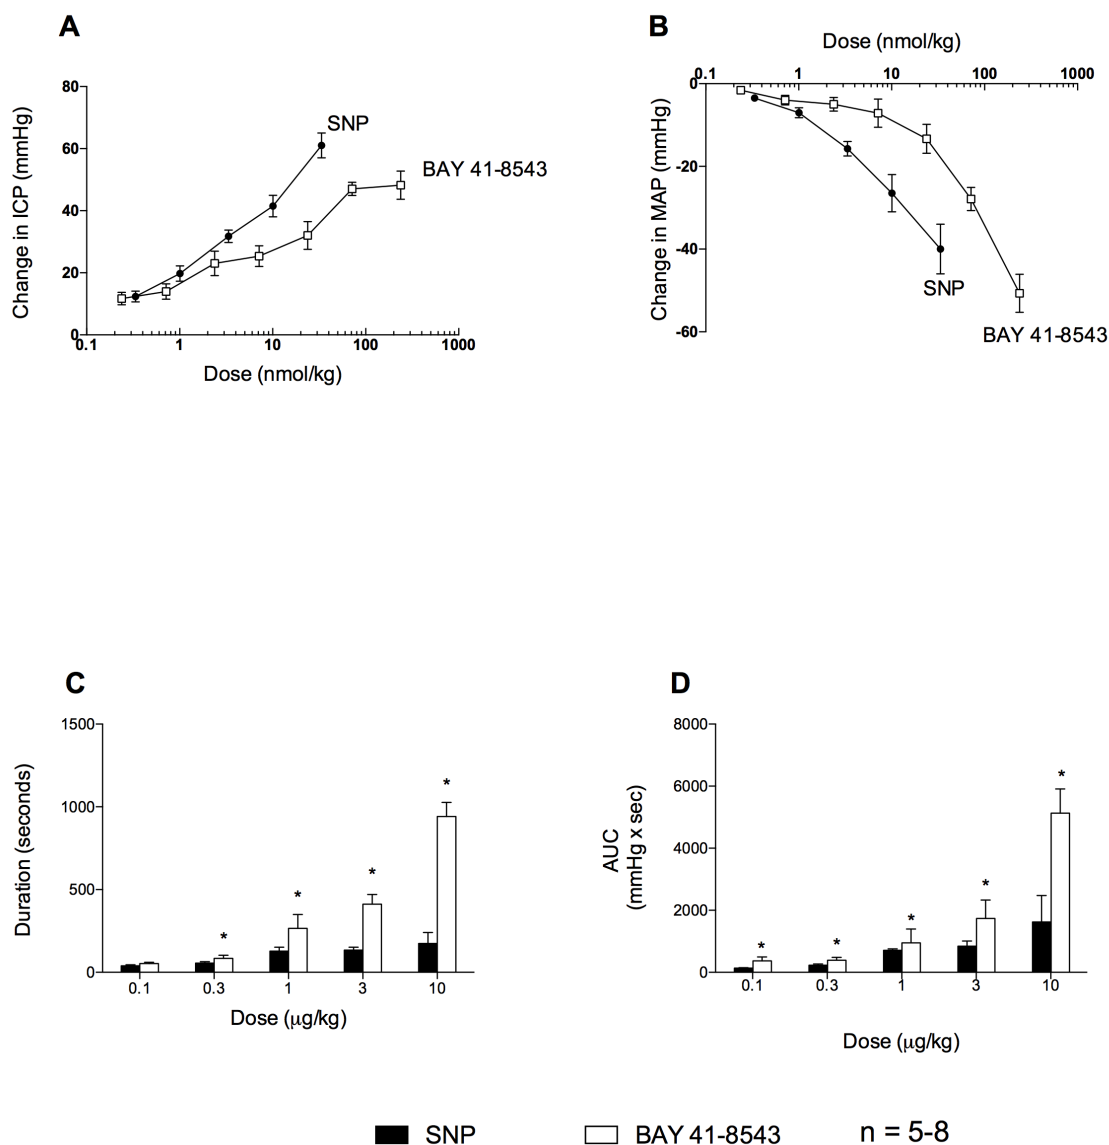 A
80
60
40
20
0
Change in ICP (mmHg)
SNP
BAY 41-8543
0.1 1 10 100 1000
Dose (nmol/kg)
B
Dose (nmol/kg)
0.1 1 10 100 1000
0
-20
-40
-60
Change in MAP (mmHg)
SNP
BAY 41-8543
C
1500
1000
500
0
Duration (seconds)
* * * *
0.1 0.3 1 3 10
Dose (μg/kg)
D
8000
6000
4000
2000
0
AUC
(mmHg x sec)
* * * * *
0.1 0.3 1 3 10
Dose (μg/kg)
SNP BAY 41-8543 n = 5-8